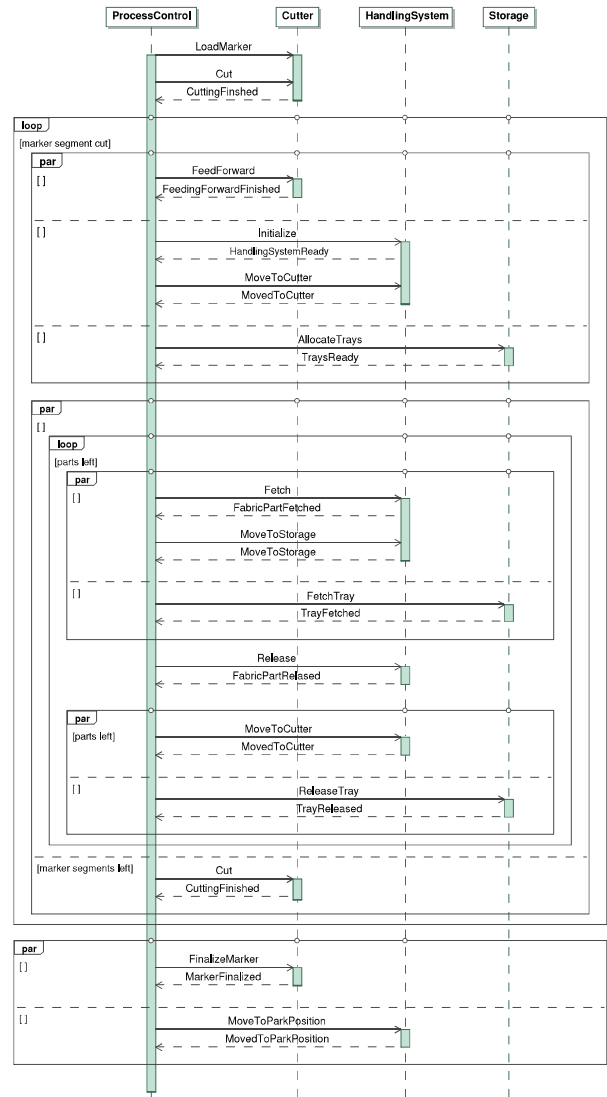 ProcessControl Cutter HandlingSystem Storage
LoadMarker
Cut
CuttingFinshed
loop
[marker segment cut]
par
[ ]
FeedForward
FeedingForwardFinished
[ ]
Initialize
HandlingSystemReady
MoveToCutter
MovedToCutter
[ ]
AllocateTrays
TraysReady
par
[ ]
loop
[parts left]
par
[ ]
Fetch
FabricPartFetched
MoveToStorage
MoveToStorage
[ ]
FetchTray
TrayFetched
Release
FabricPartRelased
par
[parts left]
MoveToCutter
MovedToCutter
[ ]
ReleaseTray
TrayReleased
[marker segments left]
Cut
CuttingFinished
par
[ ]
FinalizeMarker
MarkerFinalized
[ ]
MoveToParkPosition
MovedToParkPosition